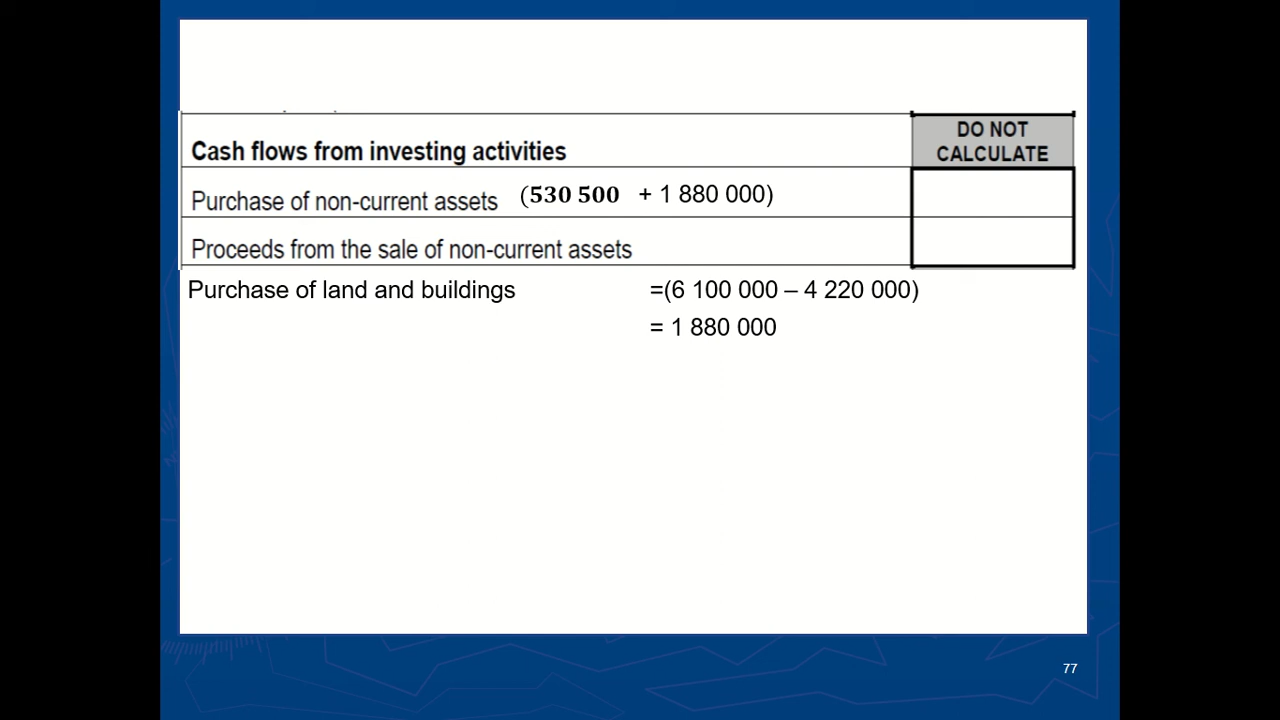 DO NOT
CALCULATE
Cash flows from investing activities
Purchase of non-current assets (530 500 + 1 880 000)
Proceeds from the sale of non-current assets
Purchase of land and buildings =(6 100 000 – 4 220 000)
= 1 880 000
77